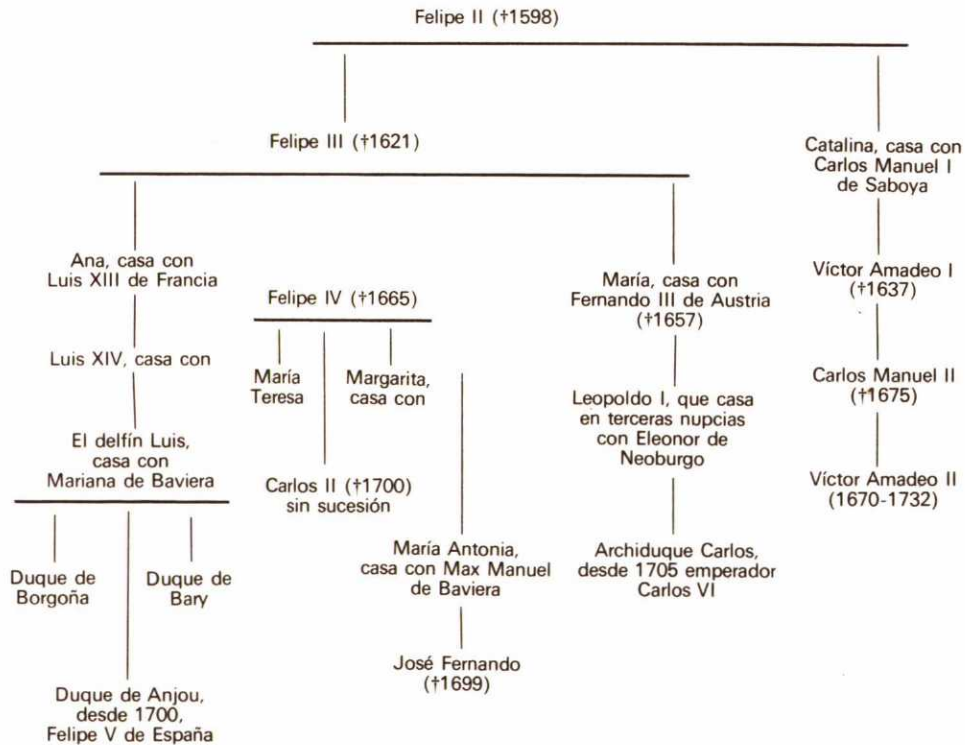 Felipe II (†1598)
Felipe III (†1621)
Catalina, casa con
Carlos Manuel I
de Saboya
Ana, casa con
Luis XIII de Francia
Felipe IV (†1665)
María, casa con
Fernando III de Austria
(†1657)
Víctor Amadeo I
(†1637)
Luis XIV, casa con
María
Teresa
Margarita,
casa con
Leopoldo I, que casa
en terceras nupcias
con Eleonor de
Neoburgo
Carlos Manuel II
(†1675)
El delfín Luis,
casa con
Mariana de Baviera
Carlos II (†1700)
sin sucesión
Víctor Amadeo II
(1670-1732)
Duque de
Borgoña
Duque de
Bary
María Antonia,
casa con Max Manuel
de Baviera
Archiduque Carlos,
desde 1705 emperador
Carlos VI
José Fernando
(†1699)
Duque de Anjou,
desde 1700,
Felipe V de España